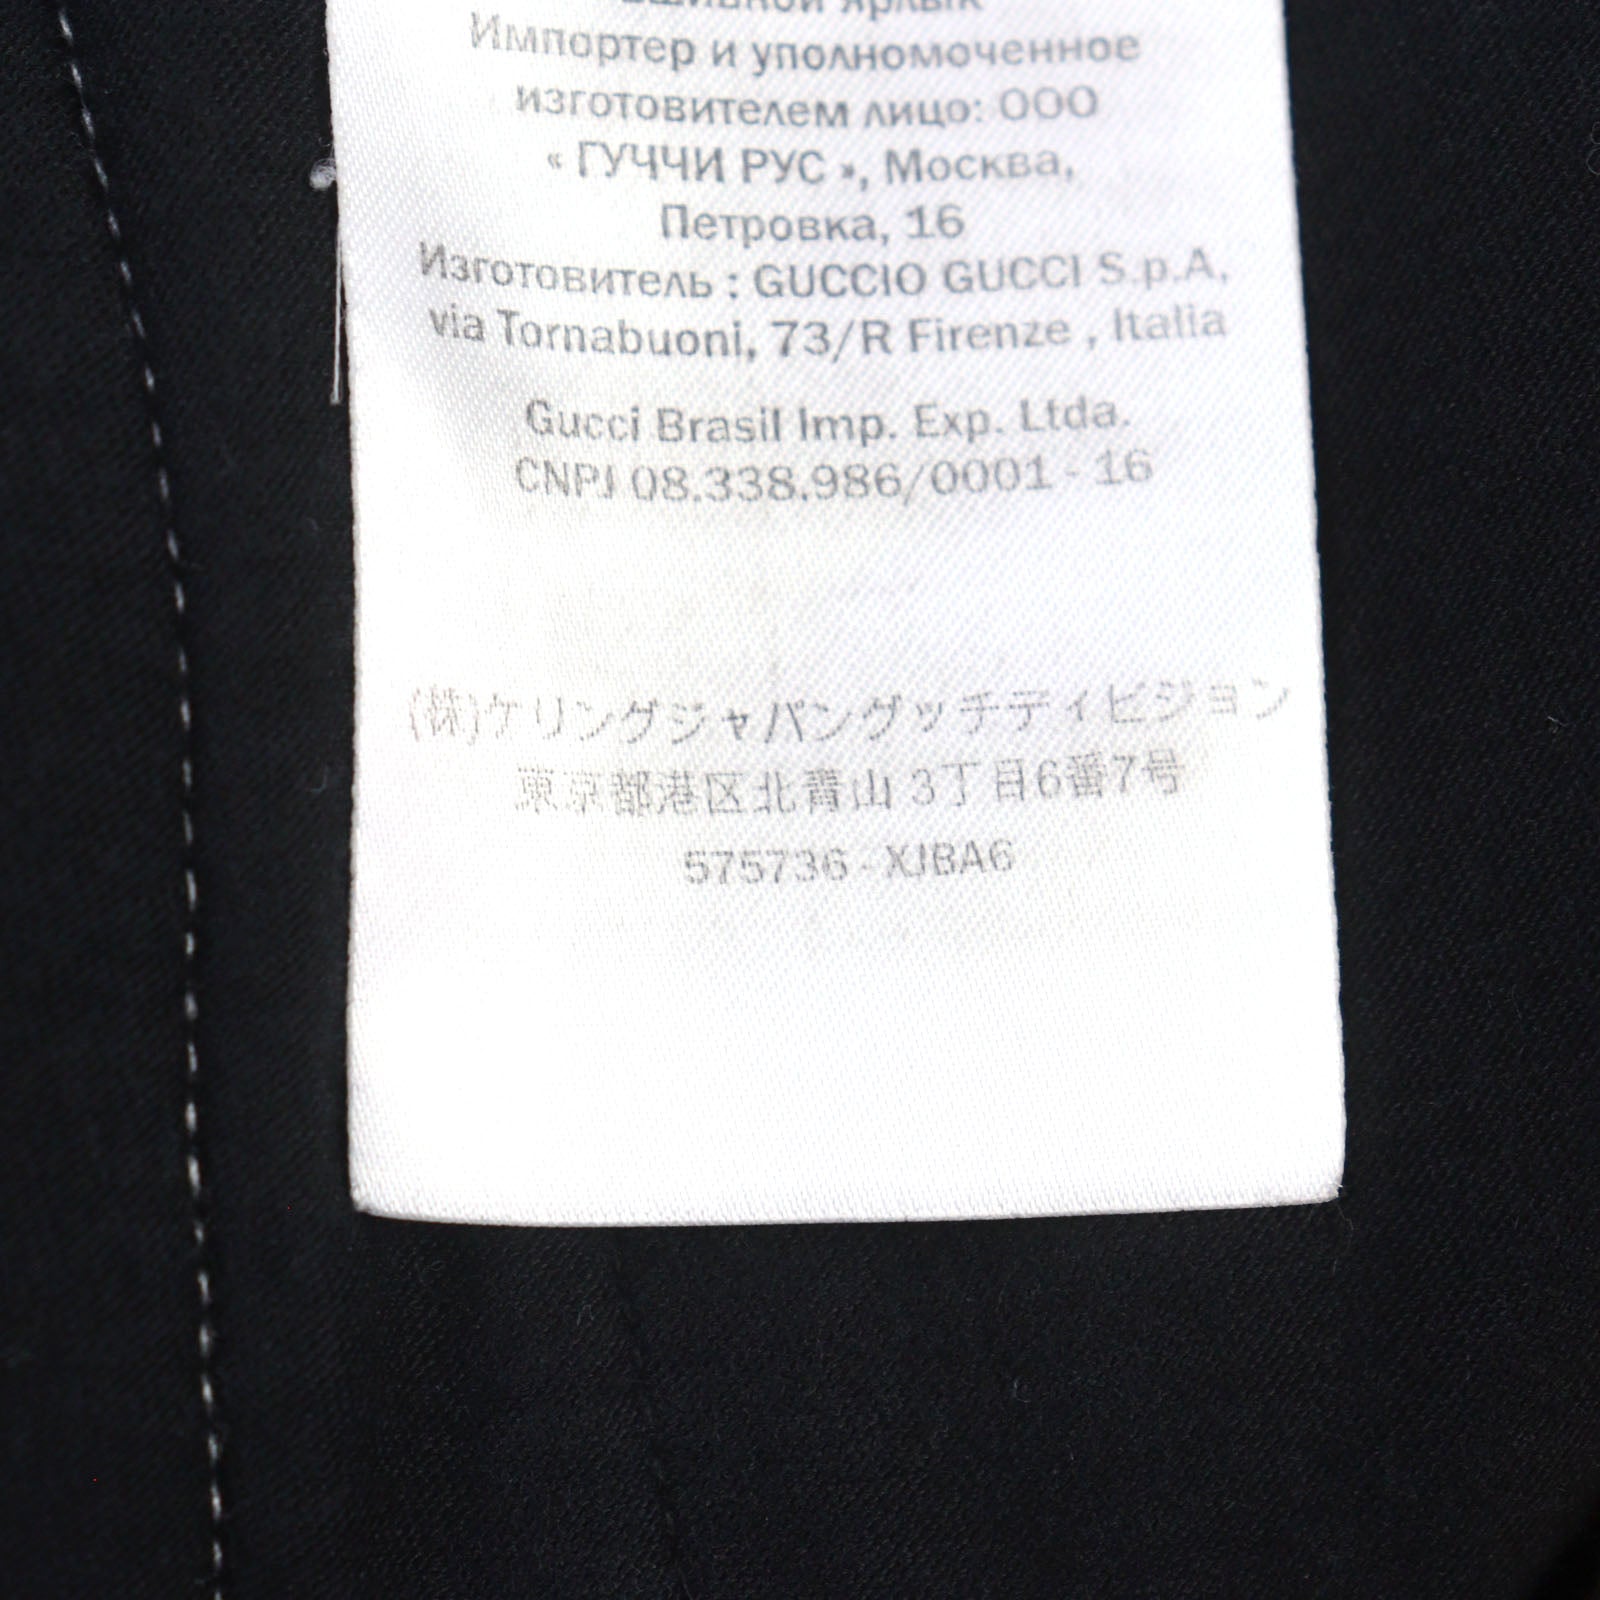 вшивной ярлык
Импортер и уполномоченное
изготовителем лицо: ООО
« ГУЧЧИ РУС », Москва,
Петровка, 16
Изготовитель : GUCCIO GUCCI S.p.A,
via Tornabuoni, 73/R Firenze , Italia
Gucci Brasil Imp. Exp. Ltda.
CNPJ 08.338.986/0001 - 16
(株)ケリングジャパングッチディビジョン
東京都港区北青山 3丁目6番7号
575736 - XJBA6